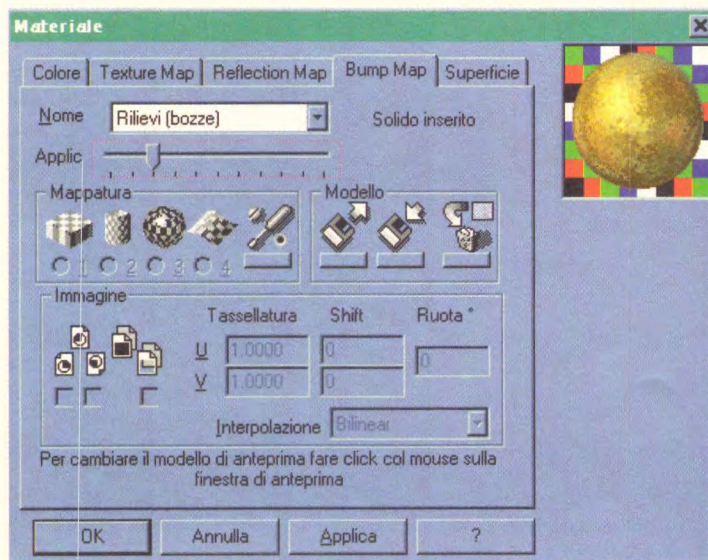 Materiale
Colore Texture Map Reflection Map Bump Map Superficie
Nome Rilievi (bozze) Solido inserito
Applic
Mappatura Modello
1 2 3 4
Immagine
Tassellatura Shift Ruota °
U 1.0000 0 0
V 1.0000 0
Interpolazione Bilinear
Per cambiare il modello di anteprima fare click col mouse sulla
finestra di anteprima
OK Annulla Applica ?